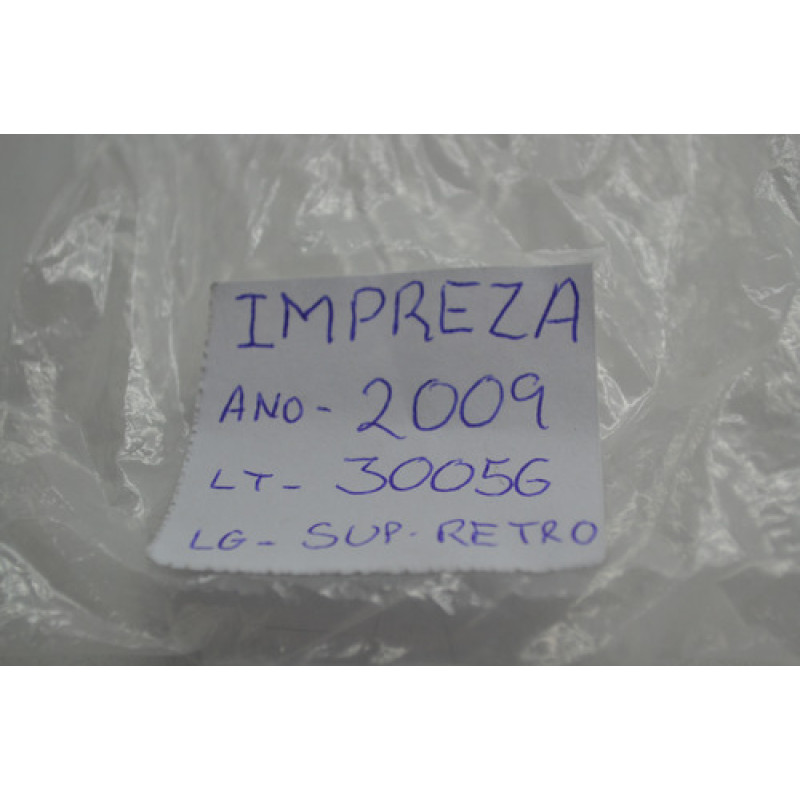 IMPREZA
ANO - 2009
LT - 30056
LG - SUP. RETRO